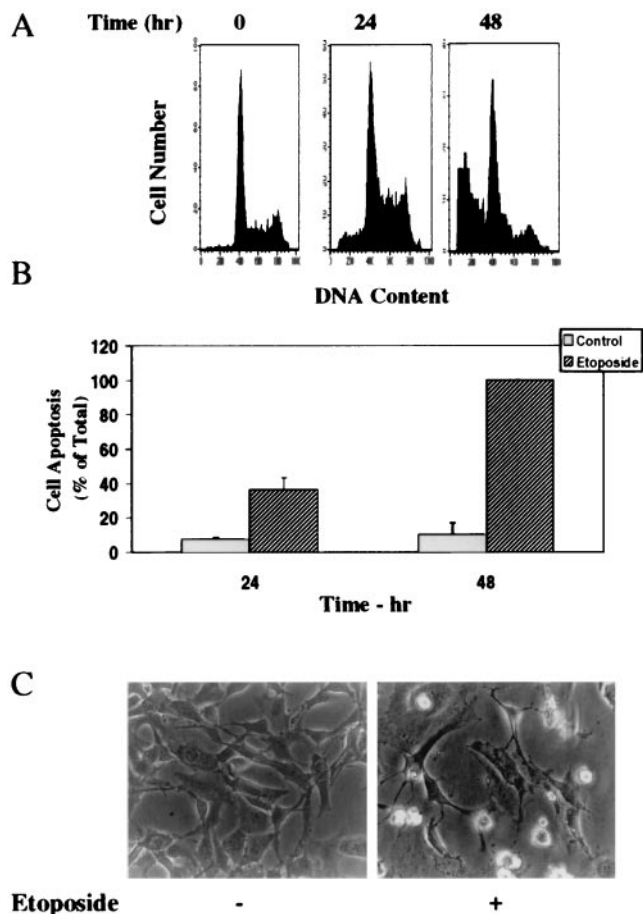 A
Time (hr) 0 24 48
Cell Number
DNA Content
B
120
100
80
60
40
20
0
Cell Apoptosis
(% of Total)
Control
Etoposide
24 48
Time - hr
C
Etoposide - +